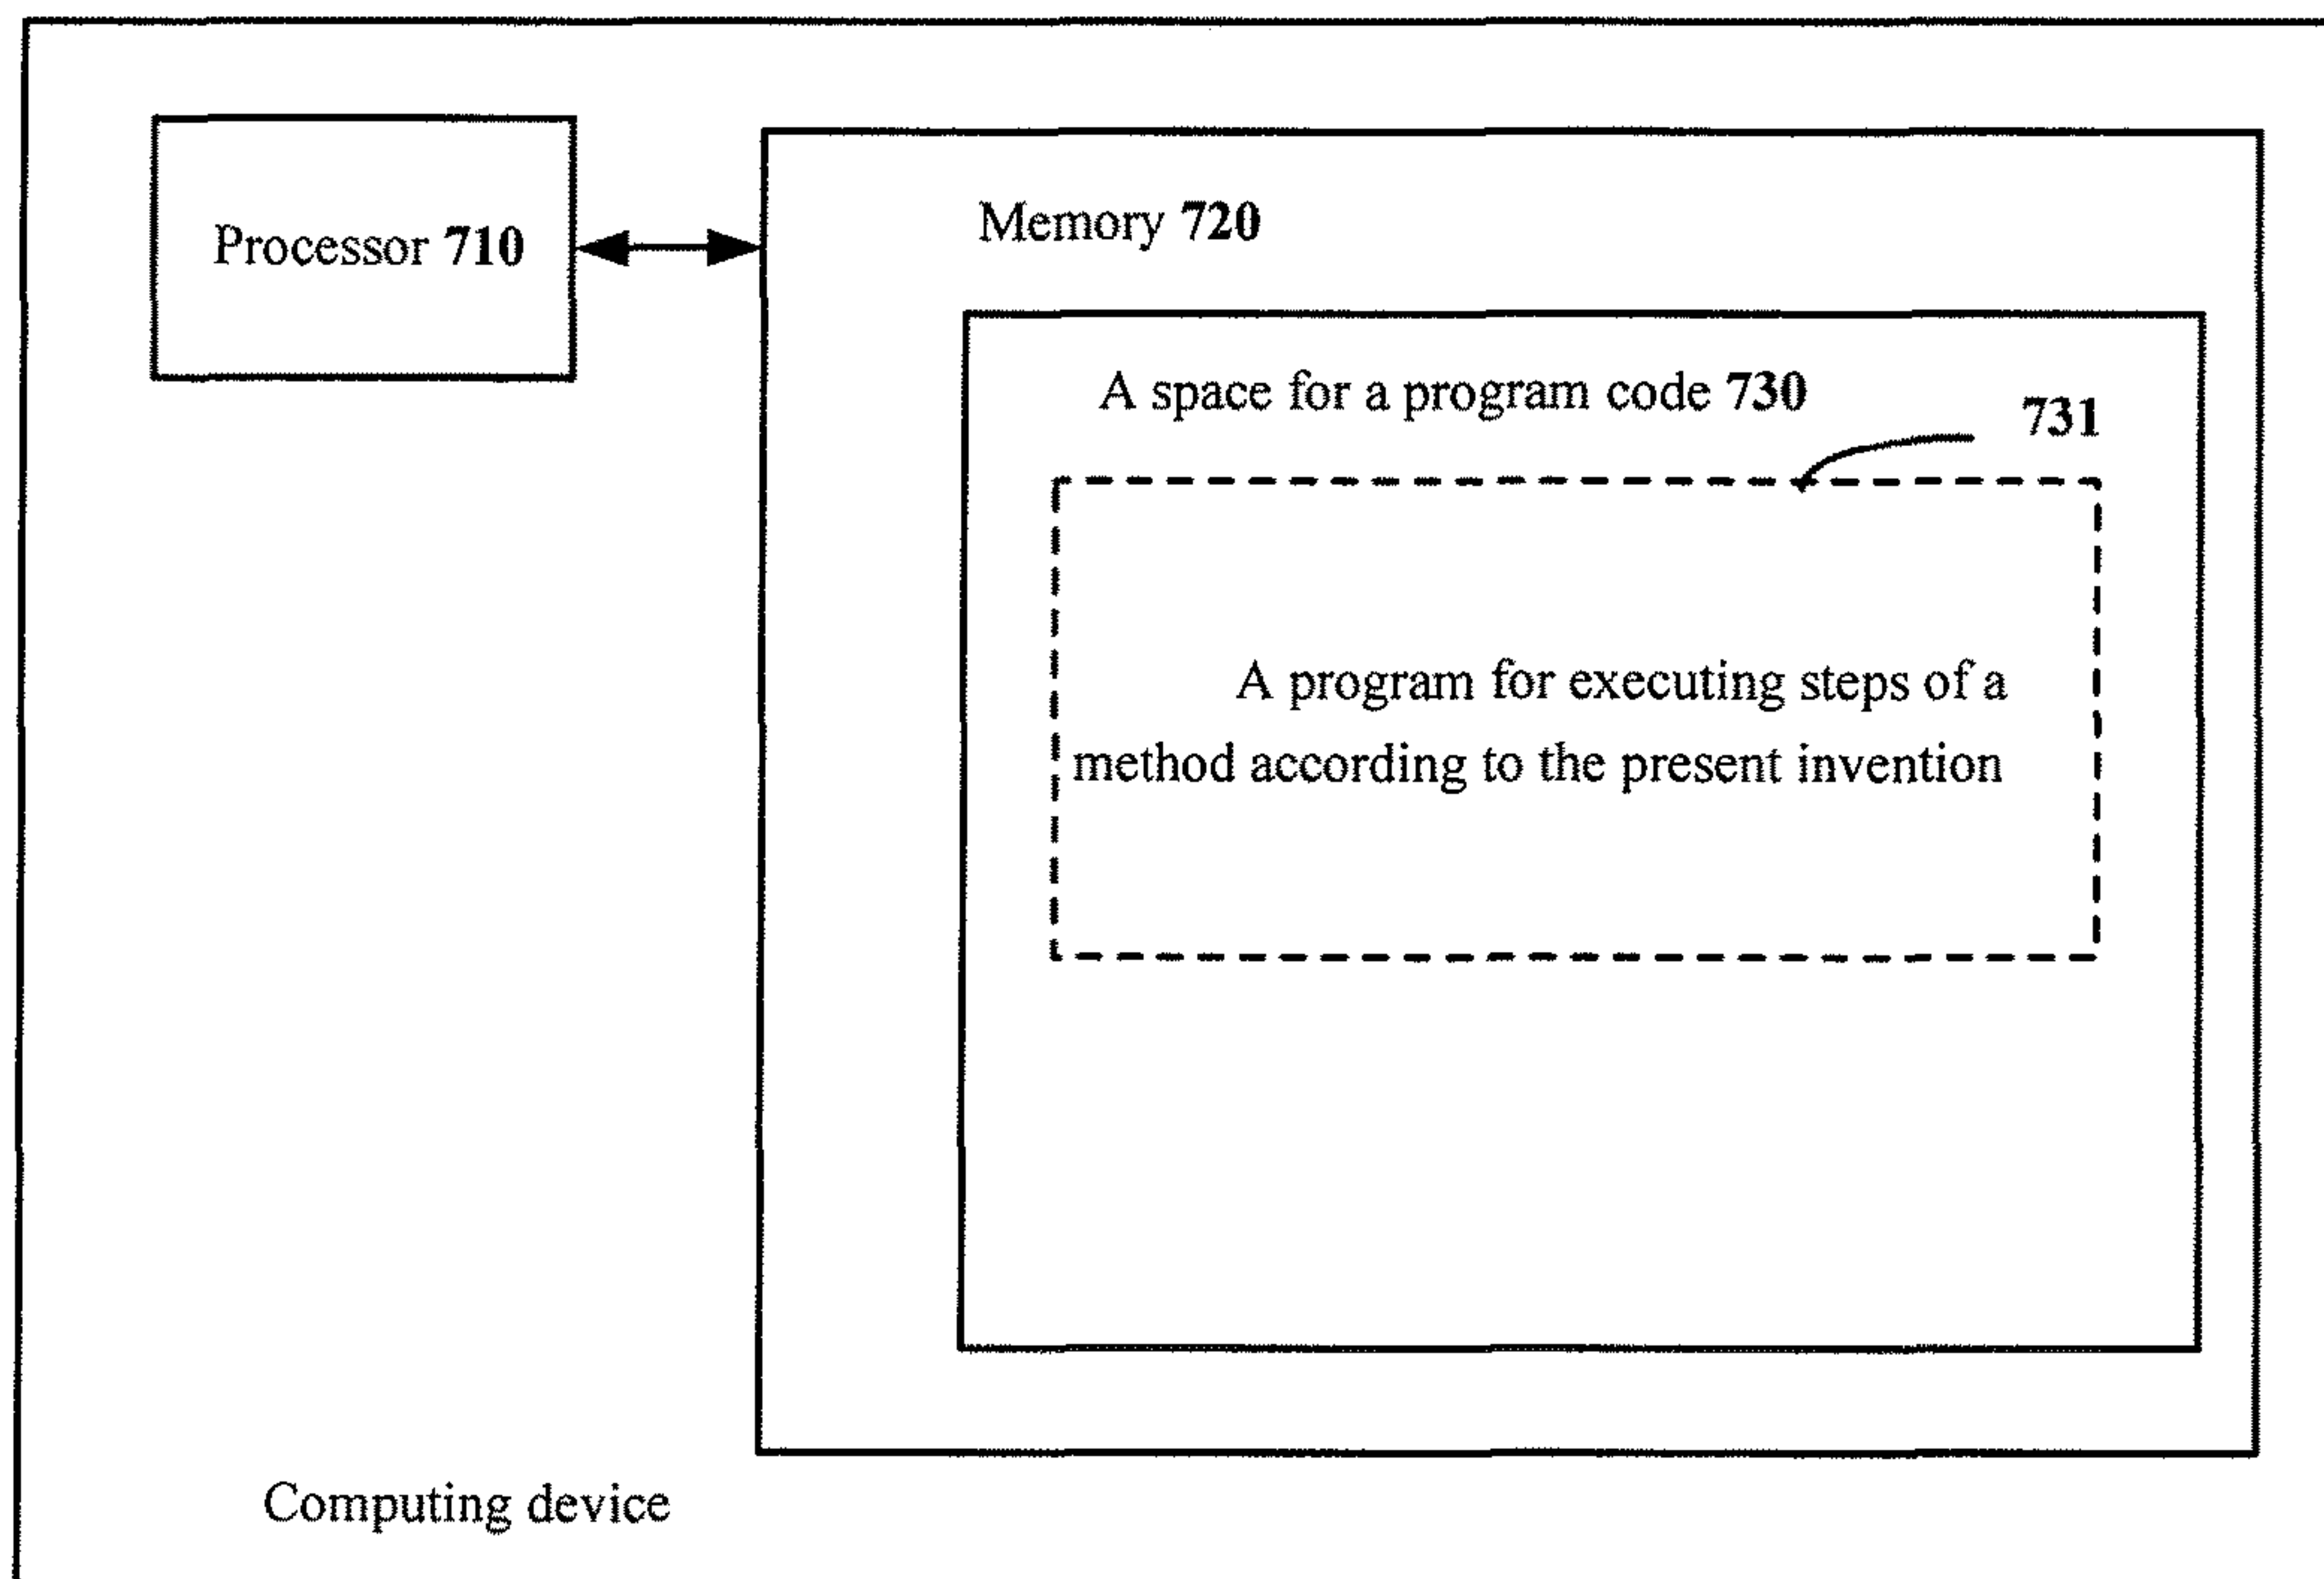 Processor 710
Memory 720
A space for a program code 730
731
A program for executing steps of a
method according to the present invention
Computing device